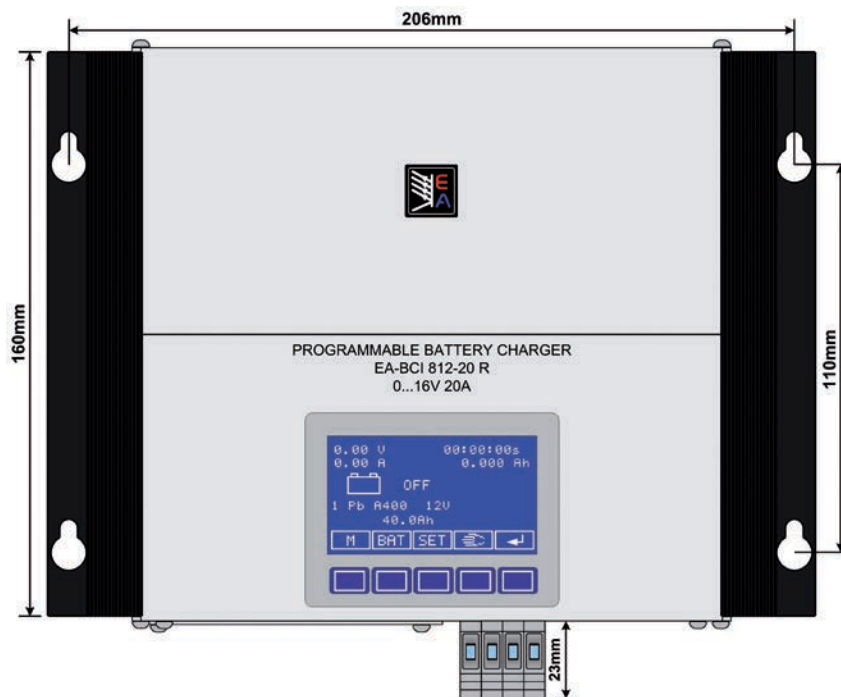 206mm
160mm
E
A
110mm
PROGRAMMABLE BATTERY CHARGER
EA-BCI 812-20 R
0...16V 20A
0.00 V 00:00:00s
0.00 A 0.000 Ah
OFF
1 Pb A400 12V
40.0Ah
M BAT SET
23mm